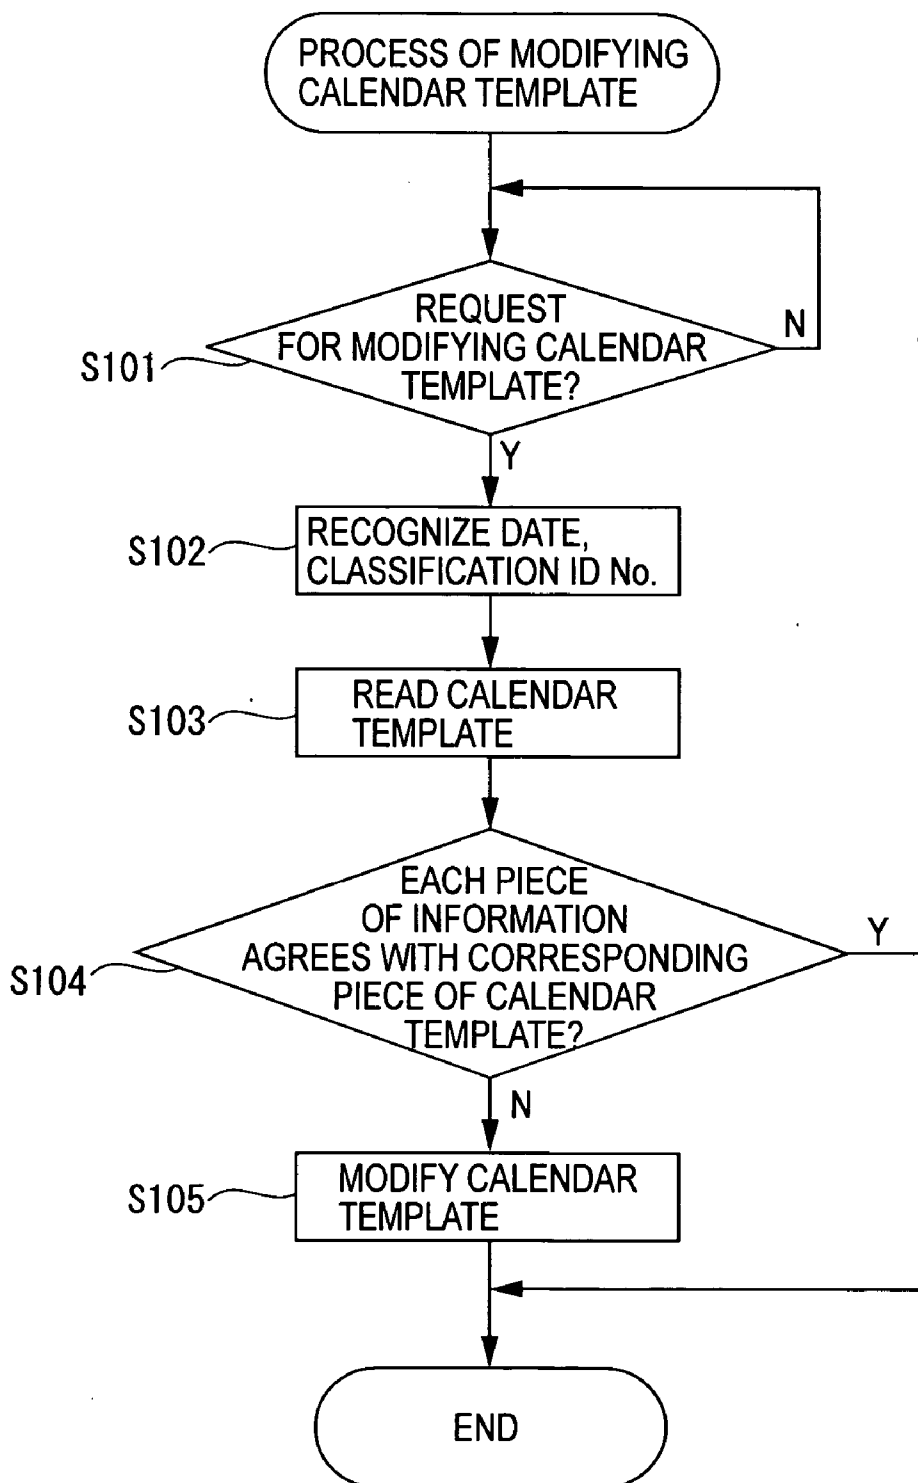 PROCESS OF MODIFYING
CALENDAR TEMPLATE
REQUEST
FOR MODIFYING CALENDAR
TEMPLATE?
N
S101
Y
RECOGNIZE DATE,
CLASSIFICATION ID No.
S102
READ CALENDAR
TEMPLATE
S103
EACH PIECE
OF INFORMATION
AGREES WITH CORRESPONDING
PIECE OF CALENDAR
TEMPLATE?
Y
S104
N
MODIFY CALENDAR
TEMPLATE
S105
END